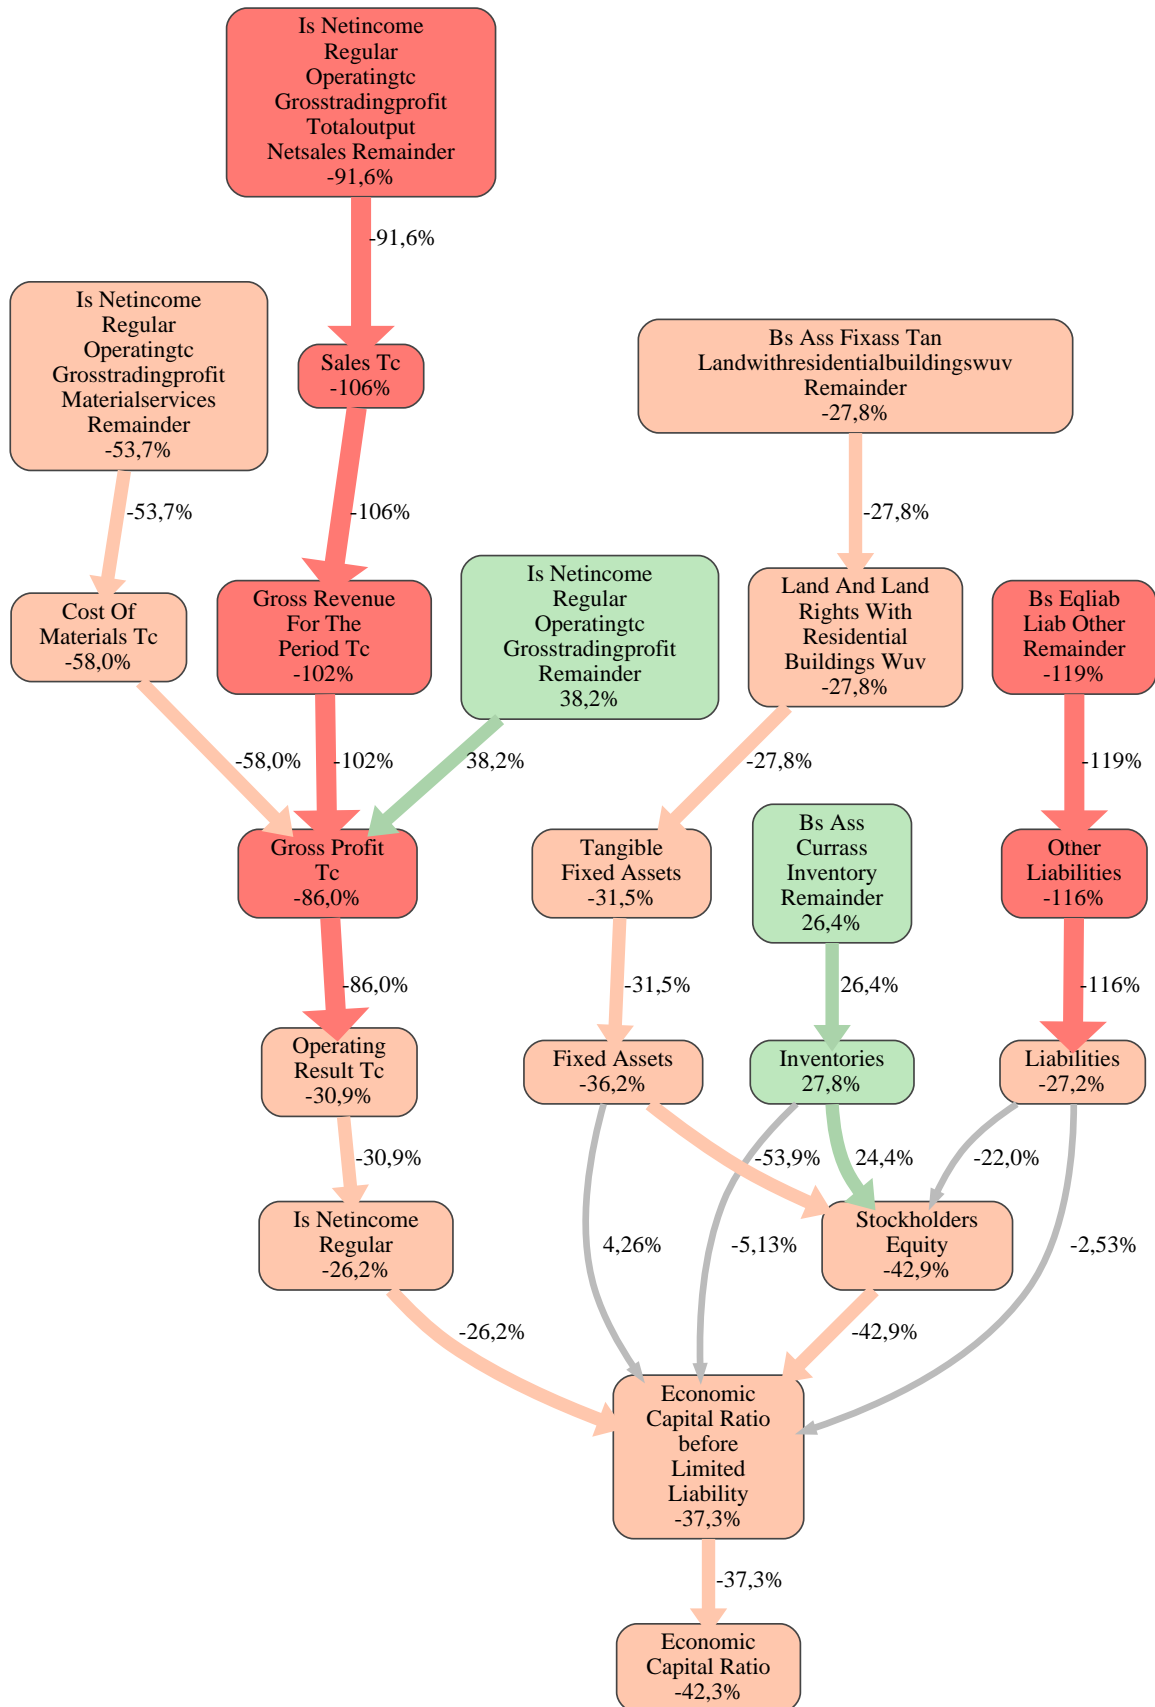 Is Netincome
Regular
Operatingtc
Grosstradingprofit
Totaloutput
Netsales Remainder
-91,6%
-91,6%
Is Netincome
Regular
Operatingtc
Grosstradingprofit
Materialservices
Remainder
-53,7%
Sales Tc
-106%
Bs Ass Fixass Tan
Landwithresidentialbuildingswuv
Remainder
-27,8%
-53,7%
-106%
-27,8%
Cost Of
Materials Tc
-58,0%
Gross Revenue
For The
Period Tc
-102%
Is Netincome
Regular
Operatingtc
Grosstradingprofit
Remainder
38,2%
Land And Land
Rights With
Residential
Buildings Wuv
-27,8%
Bs Eqliab
Liab Other
Remainder
-119%
-58,0%
-102%
38,2%
-27,8%
-119%
Gross Profit
Tc
-86,0%
Tangible
Fixed Assets
-31,5%
Bs Ass
Currass
Inventory
Remainder
26,4%
Other
Liabilities
-116%
-86,0%
-31,5%
26,4%
-116%
Operating
Result Tc
-30,9%
Fixed Assets
-36,2%
Inventories
27,8%
Liabilities
-27,2%
-30,9%
-53,9%
24,4%
-22,0%
Is Netincome
Regular
-26,2%
4,26%
-5,13%
Stockholders
Equity
-42,9%
-2,53%
-26,2%
-42,9%
Economic
Capital Ratio
before
Limited
Liability
-37,3%
-37,3%
Economic
Capital Ratio
-42,3%